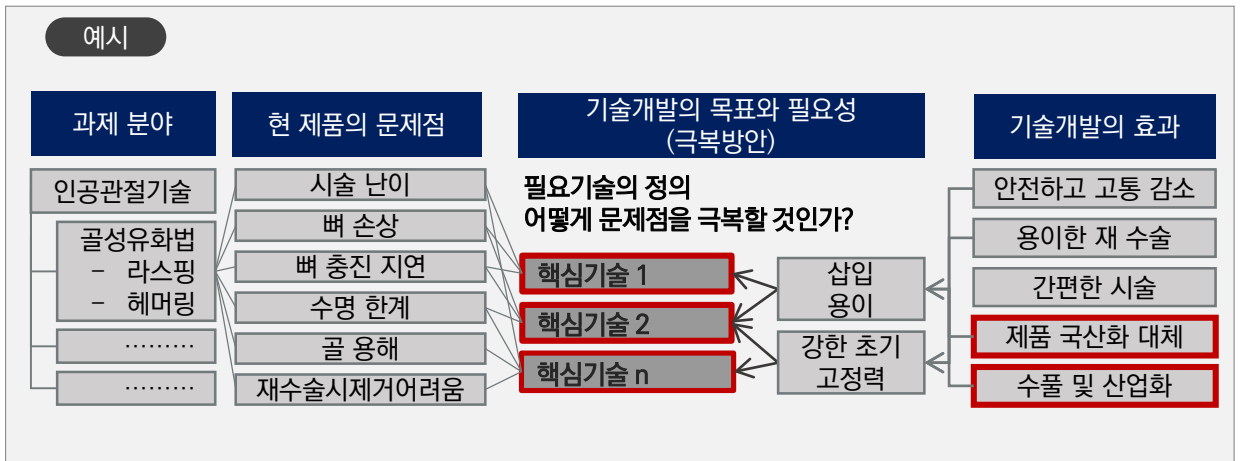 예시
과제 분야
현 제품의 문제점
기술개발의 목표와 필요성
(극복방안)
기술개발의 효과
인공관절기술
골성유화법
- 라스핑
- 헤머링
………
………
시술 난이
뼈 손상
뼈 충진 지연
수명 한계
골 용해
재수술시제거어려움
필요기술의 정의
어떻게 문제점을 극복할 것인가?
핵심기술 1
핵심기술 2
핵심기술 n
삽입
용이
강한 초기
고정력
안전하고 고통 감소
용이한 재 수술
간편한 시술
제품 국산화 대체
수풀 및 산업화